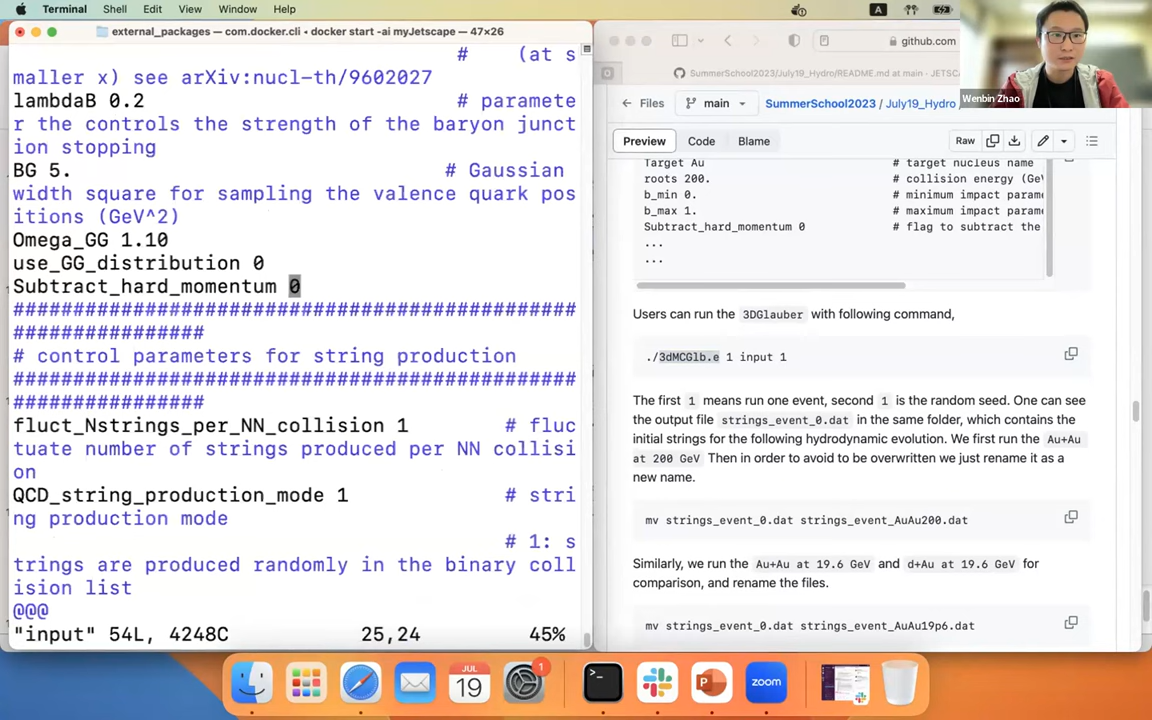 Terminal Shell Edit View Window Help
A
external_packages — com.docker.cli • docker start -ai myJetscape — 47×26
# (at s
maller x) see arXiv:nucl-th/9602027
lambdaB 0.2 # paramete
r the controls the strength of the baryon junct
ion stopping
BG 5. # Gaussian
width square for sampling the valence quark pos
itions (GeV^2)
Omega_GG 1.10
use_GG_distribution 0
Subtract_hard_momentum 0
###############################################
################
# control parameters for string production
###############################################
################
fluct_Nstrings_per_NN_collision 1 # fluc
tuate number of strings produced per NN collisi
on
QCD_string_production_mode 1 # stri
ng production mode
# 1: s
trings are produced randomly in the binary coll
ision list
@@@
"input" 54L, 4248C 25,24 45%
github.com
SummerSchool2023/July19_Hydro/README.md at main · JETSCA
Files main SummerSchool2023 / July19_Hydro
Wenbin Zhao
Preview Code Blame Raw
Target Au # target nucleus name
roots 200. # collision energy (GeV
b_min 0. # minimum impact parame
b_max 1. # maximum impact parame
Subtract_hard_momentum 0 # flag to subtract the
...
...
Users can run the 3DGlauber with following command,
./3dMCGlb.e 1 input 1
The first 1 means run one event, second 1 is the random seed. One can see
the output file strings_event_0.dat in the same folder, which contains the
initial strings for the following hydrodynamic evolution. We first run the Au+Au
at 200 GeV Then in order to avoid to be overwritten we just rename it as a
new name.
mv strings_event_0.dat strings_event_AuAu200.dat
Similarly, we run the Au+Au at 19.6 GeV and d+Au at 19.6 GeV for
comparison, and rename the files.
mv strings_event_0.dat strings_event_AuAu19p6.dat
JUL
19
1
zoom